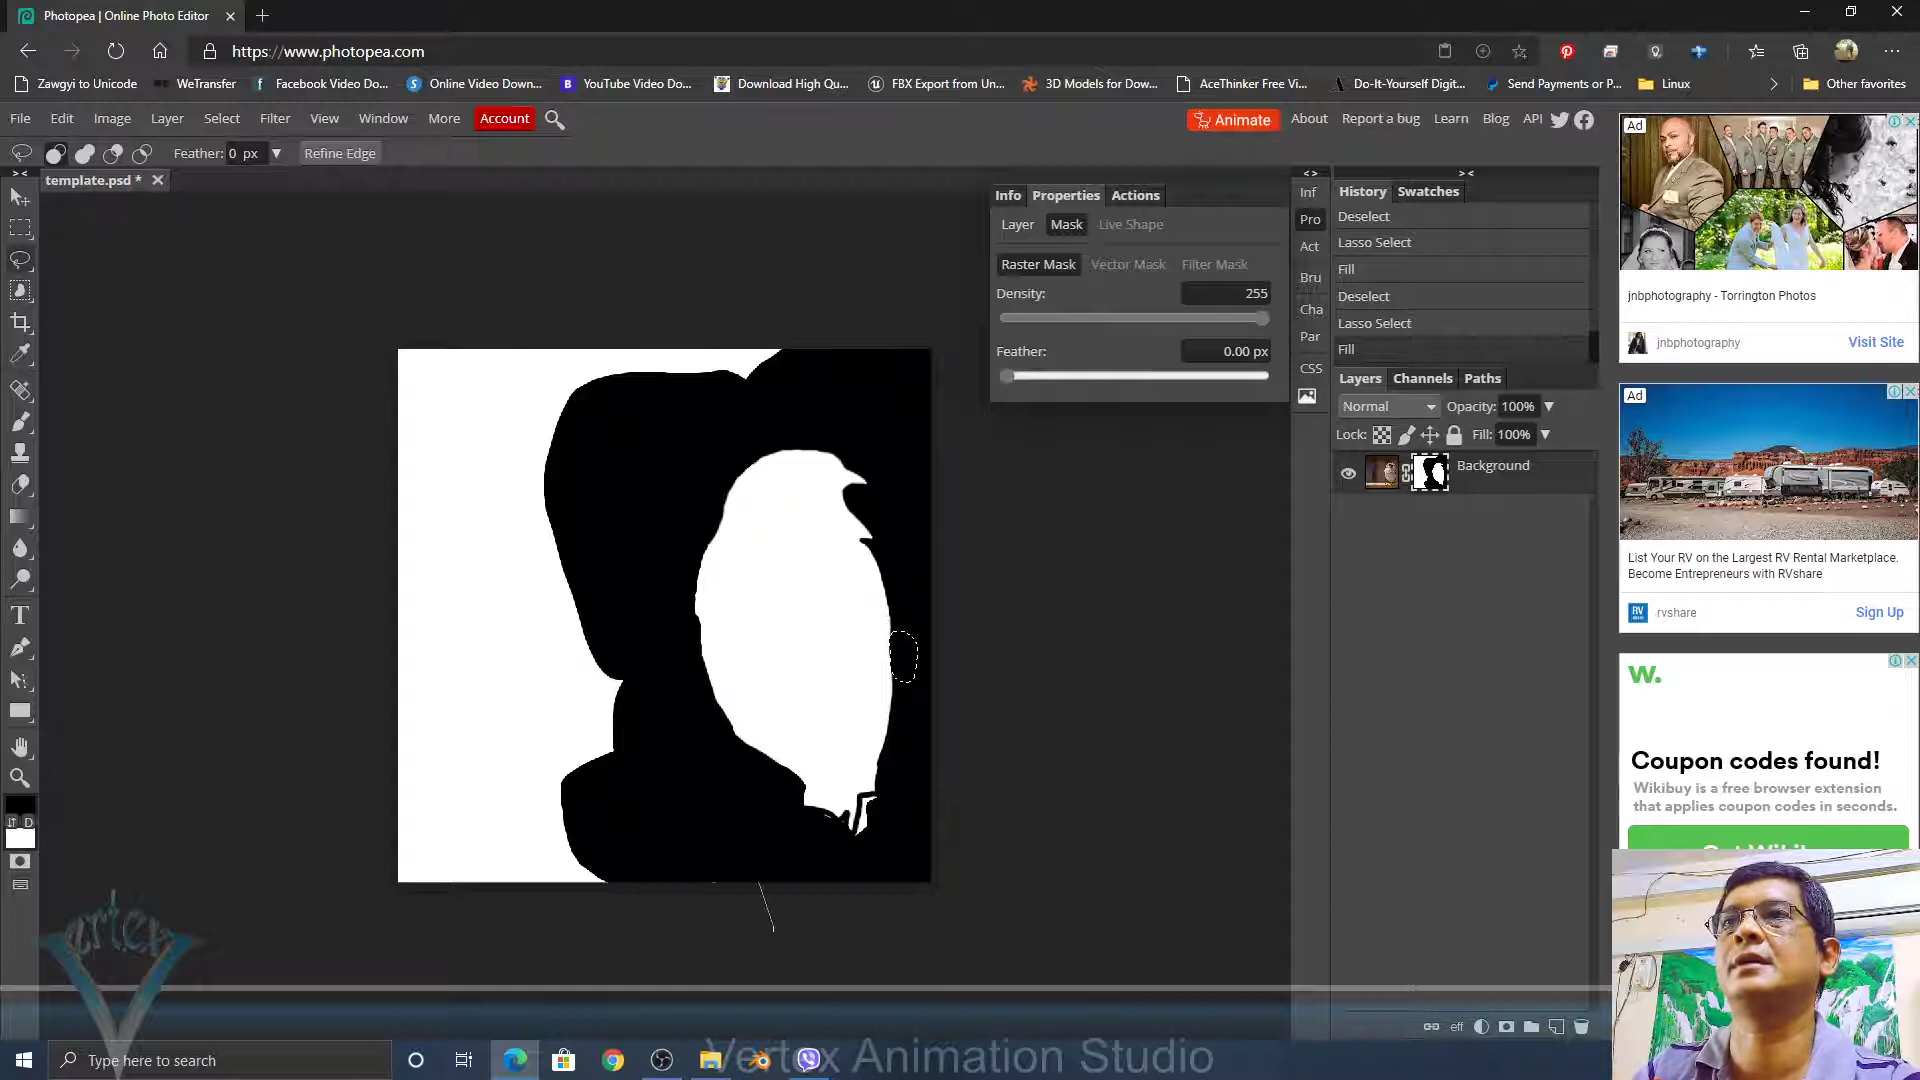 Photopea | Online Photo Editor
https://www.photopea.com
Zawgyi to Unicode
WeTransfer
Facebook Video Do...
Online Video Down...
YouTube Video Do...
Download High Qu...
FBX Export from Un...
3D Models for Dow...
AceThinker Free Vi...
Do-It-Yourself Digit...
Send Payments or P...
Linux
Other favorites
File Edit Image Layer Select Filter View Window More Account
Animate About Report a bug Learn Blog API
Feather: 0 px Refine Edge
template.psd *
Info Properties Actions
Layer Mask Live Shape
Raster Mask Vector Mask Filter Mask
Density: 255
Feather: 0.00 px
Inf
Pro
Act
Bru
Cha
Par
CSS
History Swatches
Deselect
Lasso Select
Fill
Deselect
Lasso Select
Fill
Layers Channels Paths
Normal Opacity: 100%
Lock: Fill: 100%
Background
eff
Ad
jnbphotography - Torrington Photos
jnbphotography Visit Site
Ad
List Your RV on the Largest RV Rental Marketplace.
Become Entrepreneurs with RVshare
RV
share
rvshare Sign Up
w.
Coupon codes found!
Wikibuy is a free browser extension
that applies coupon codes in seconds.
D
T
Vertex Animation Studio
Type here to search